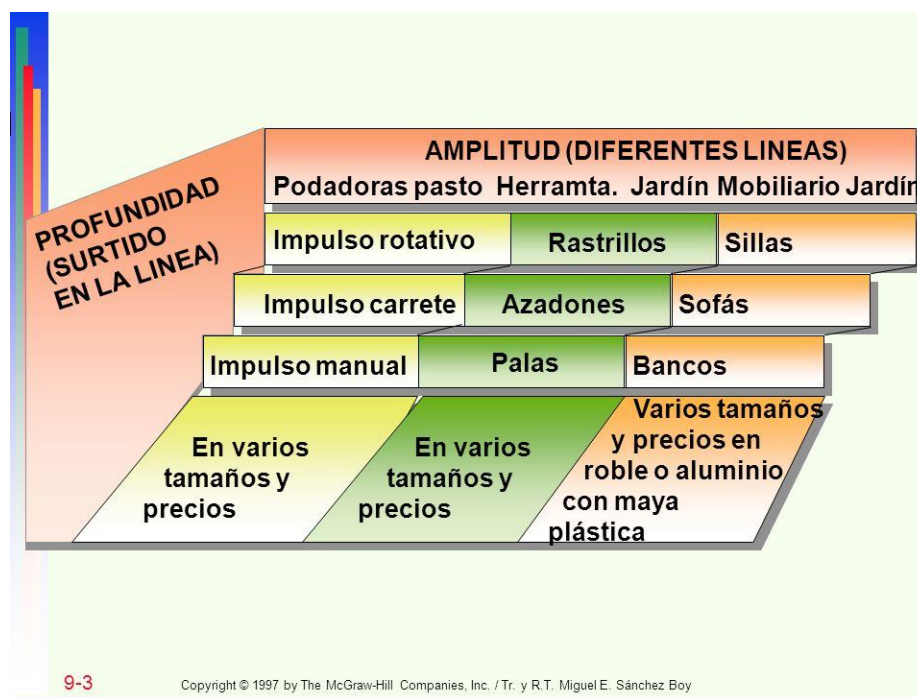 AMPLITUD (DIFERENTES LINEAS)
Podadoras pasto Herramta. Jardín Mobiliario Jardín
PROFUNDIDAD
(SURTIDO
EN LA LINEA)
Impulso rotativo Rastrillos Sillas
Impulso carrete Azadones Sofás
Impulso manual Palas Bancos
En varios
tamaños y
precios
En varios
tamaños y
precios
Varios tamaños
y precios en
roble o aluminio
con maya
plástica
9-3 Copyright © 1997 by The McGraw-Hill Companies, Inc. / Tr. y R.T. Miguel E. Sánchez Boy